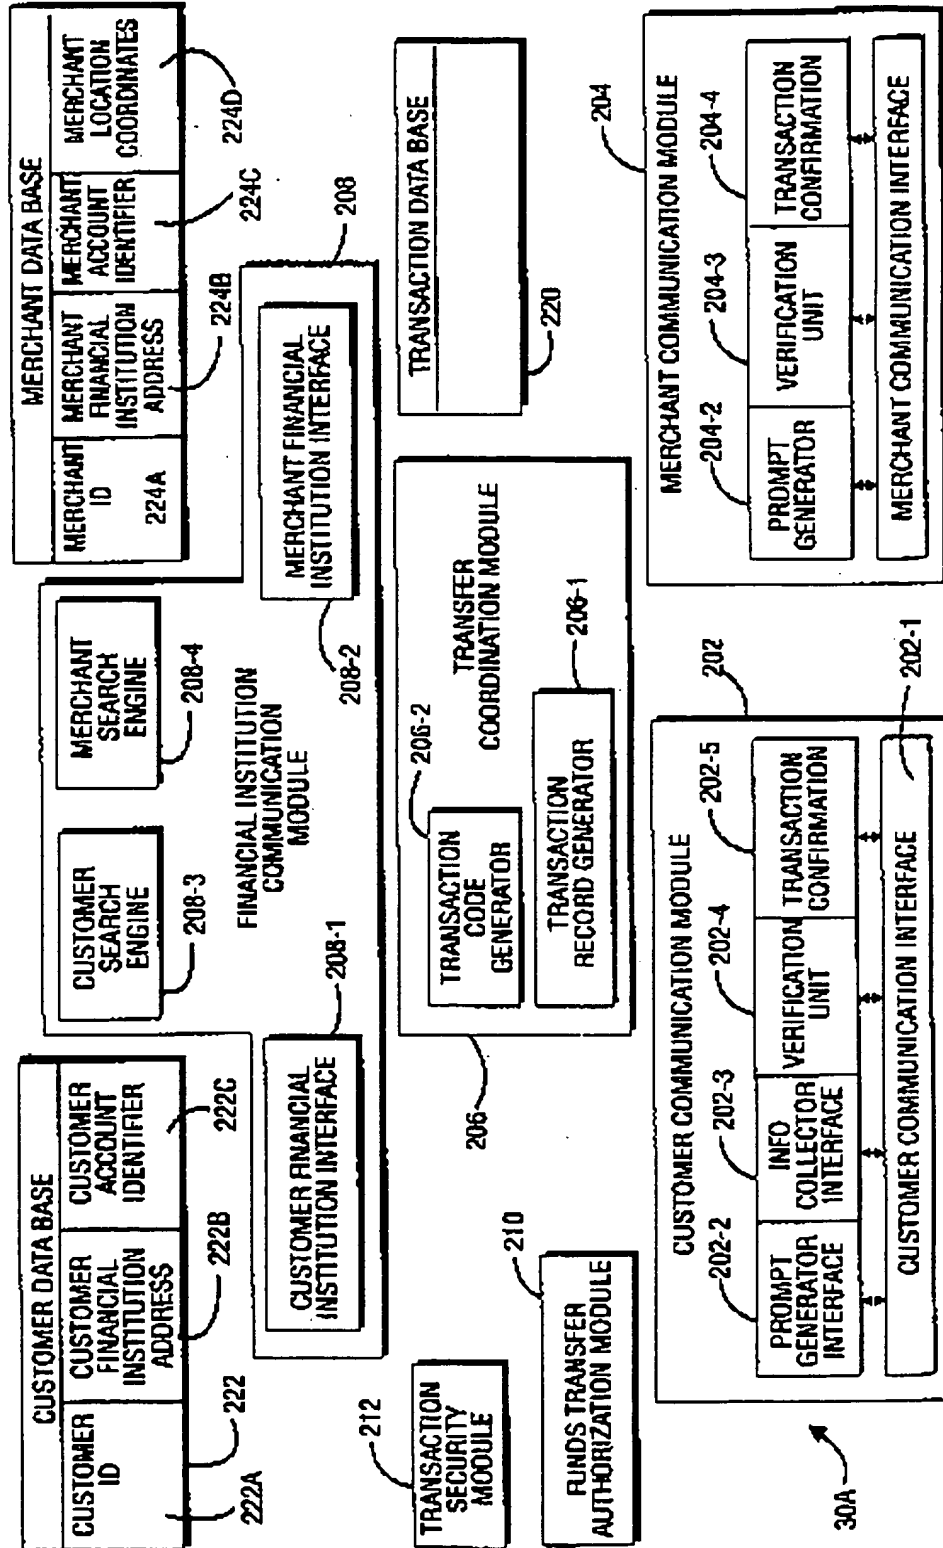 CUSTOMER DATA BASE
CUSTOMER
ID
CUSTOMER
FINANCIAL
INSTITUTION
ADDRESS
CUSTOMER
ACCOUNT
IDENTIFIER
222A
222
222B
222C
MERCHANT DATA BASE
MERCHANT
ID
224A
MERCHANT
FINANCIAL
INSTITUTION
ADDRESS
MERCHANT
ACCOUNT
IDENTIFIER
MERCHANT
LOCATION
COORDINATES
224B
224C
224D
CUSTOMER
SEARCH
ENGINE
208-3
MERCHANT
SEARCH
ENGINE
208-4
FINANCIAL INSTITUTION
COMMUNICATION
MODULE
208-1
208-2
208
CUSTOMER FINANCIAL
INSTITUTION INTERFACE
MERCHANT FINANCIAL
INSTITUTION INTERFACE
212
TRANSACTION
SECURITY
MODULE
210
FUNDS TRANSFER
AUTHORIZATION MODULE
206
206-2
TRANSACTION
CODE
GENERATOR
TRANSFER
COORDINATION MODULE
206-1
TRANSACTION
RECORD GENERATOR
TRANSACTION DATA BASE
220
30A
CUSTOMER COMMUNICATION MODULE
202
202-2
202-3
202-4
202-5
PROMPT
GENERATOR
INTERFACE
INFO
COLLECTOR
INTERFACE
VERIFICATION
UNIT
TRANSACTION
CONFIRMATION
CUSTOMER COMMUNICATION INTERFACE
202-1
MERCHANT COMMUNICATION MODULE
204
204-2
204-3
204-4
PROMPT
GENERATOR
VERIFICATION
UNIT
TRANSACTION
CONFIRMATION
MERCHANT COMMUNICATION INTERFACE